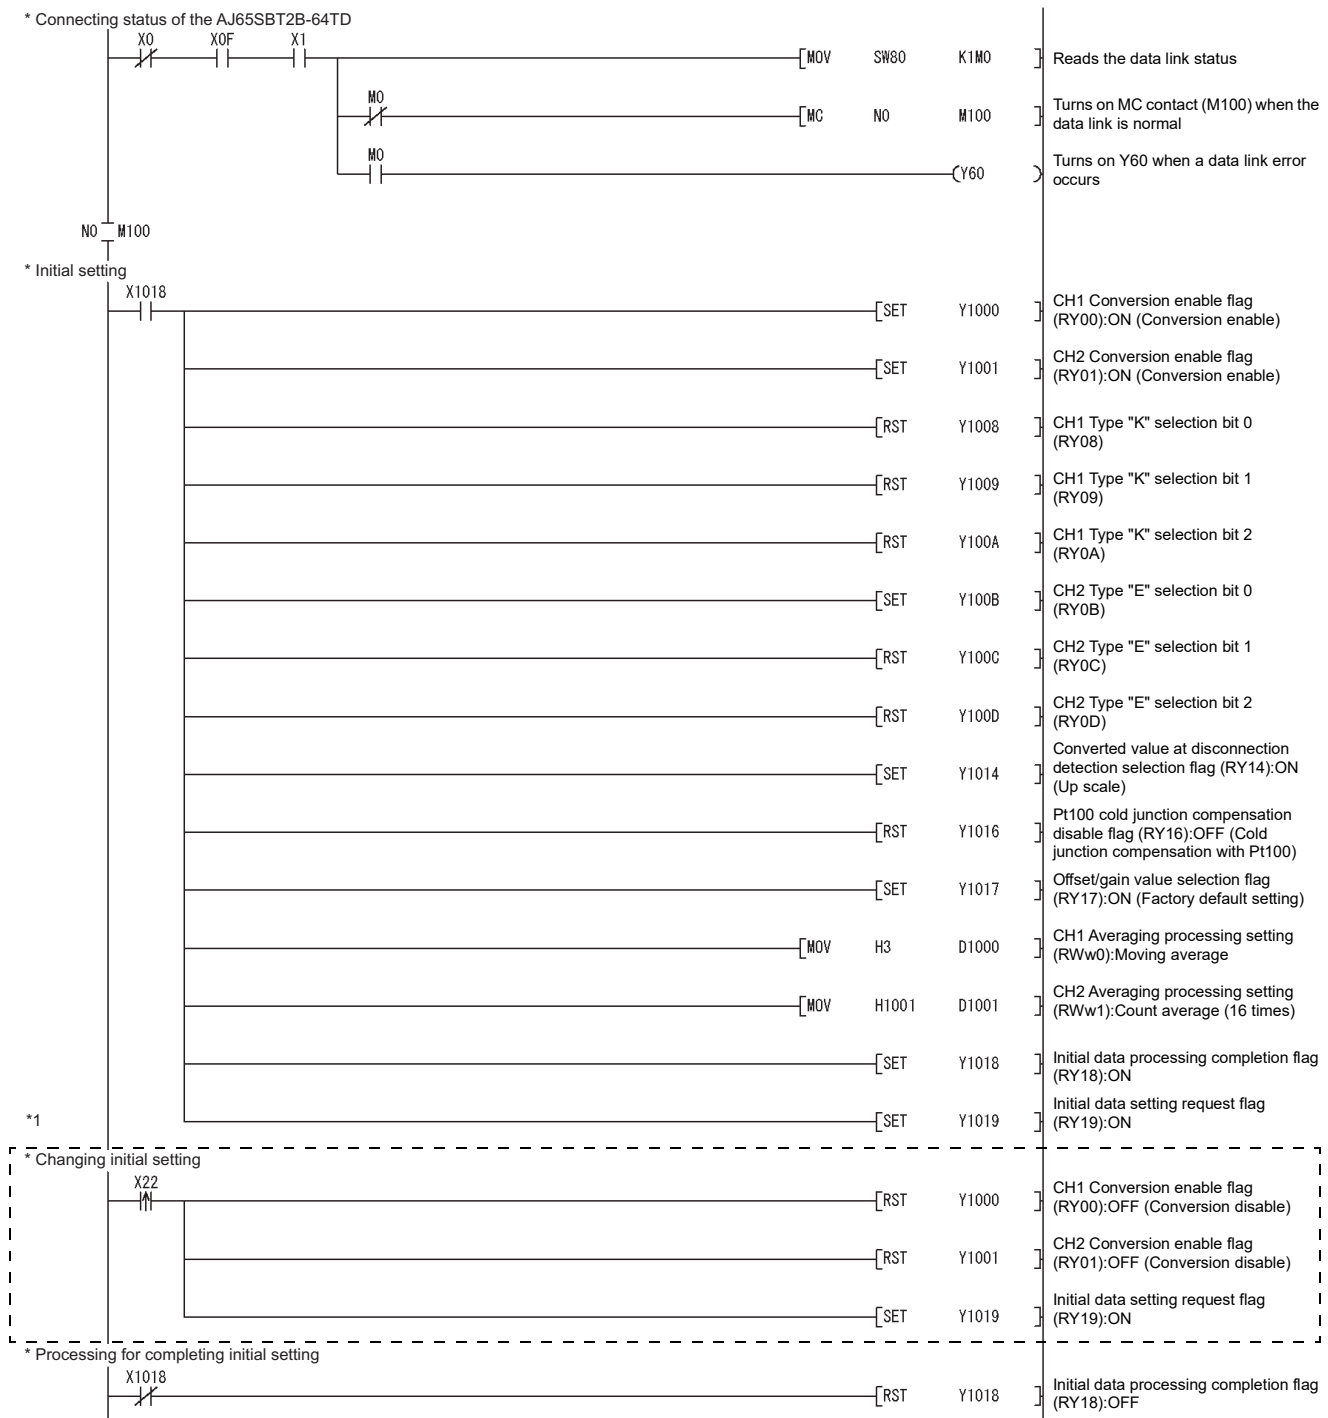 * Connecting status of the AJ65SBT2B-64TD
X0 X0F X1
MOV SW80 K1M0 Reads the data link status
M0
MC N0 M100 Turns on MC contact (M100) when the
data link is normal
M0
Y60 Turns on Y60 when a data link error
occurs
N0 M100
* Initial setting
X1018
SET Y1000 CH1 Conversion enable flag
(RY00):ON (Conversion enable)
SET Y1001 CH2 Conversion enable flag
(RY01):ON (Conversion enable)
RST Y1008 CH1 Type "K" selection bit 0
(RY08)
RST Y1009 CH1 Type "K" selection bit 1
(RY09)
RST Y100A CH1 Type "K" selection bit 2
(RY0A)
SET Y100B CH2 Type "E" selection bit 0
(RY0B)
RST Y100C CH2 Type "E" selection bit 1
(RY0C)
RST Y100D CH2 Type "E" selection bit 2
(RY0D)
SET Y1014 Converted value at disconnection
detection selection flag (RY14):ON
(Up scale)
RST Y1016 Pt100 cold junction compensation
disable flag (RY16):OFF (Cold
junction compensation with Pt100)
SET Y1017 Offset/gain value selection flag
(RY17):ON (Factory default setting)
MOV H3 D1000 CH1 Averaging processing setting
(RWw0):Moving average
MOV H1001 D1001 CH2 Averaging processing setting
(RWw1):Count average (16 times)
SET Y1018 Initial data processing completion flag
(RY18):ON
*1 SET Y1019 Initial data setting request flag
(RY19):ON
* Changing initial setting
X22
RST Y1000 CH1 Conversion enable flag
(RY00):OFF (Conversion disable)
RST Y1001 CH2 Conversion enable flag
(RY01):OFF (Conversion disable)
SET Y1019 Initial data setting request flag
(RY19):ON
* Processing for completing initial setting
X1018
RST Y1018 Initial data processing completion flag
(RY18):OFF